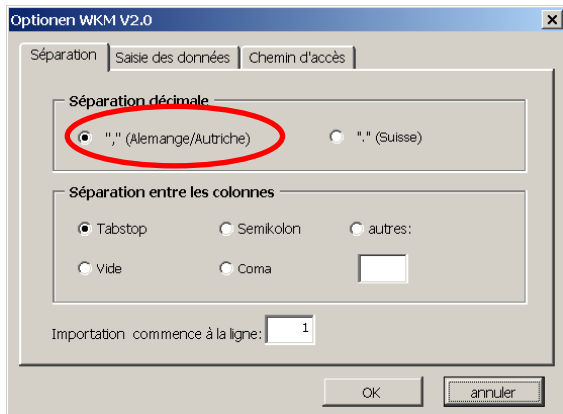 Optionen WKM V2.0
Séparation Saisie des données Chemin d'accès
Séparation décimale
"," (Alemange/Autriche) "." (Suisse)
Séparation entre les colonnes
Tabstop Semikolon autres:
Vide Coma
Importation commence à la ligne: 1
OK annuler